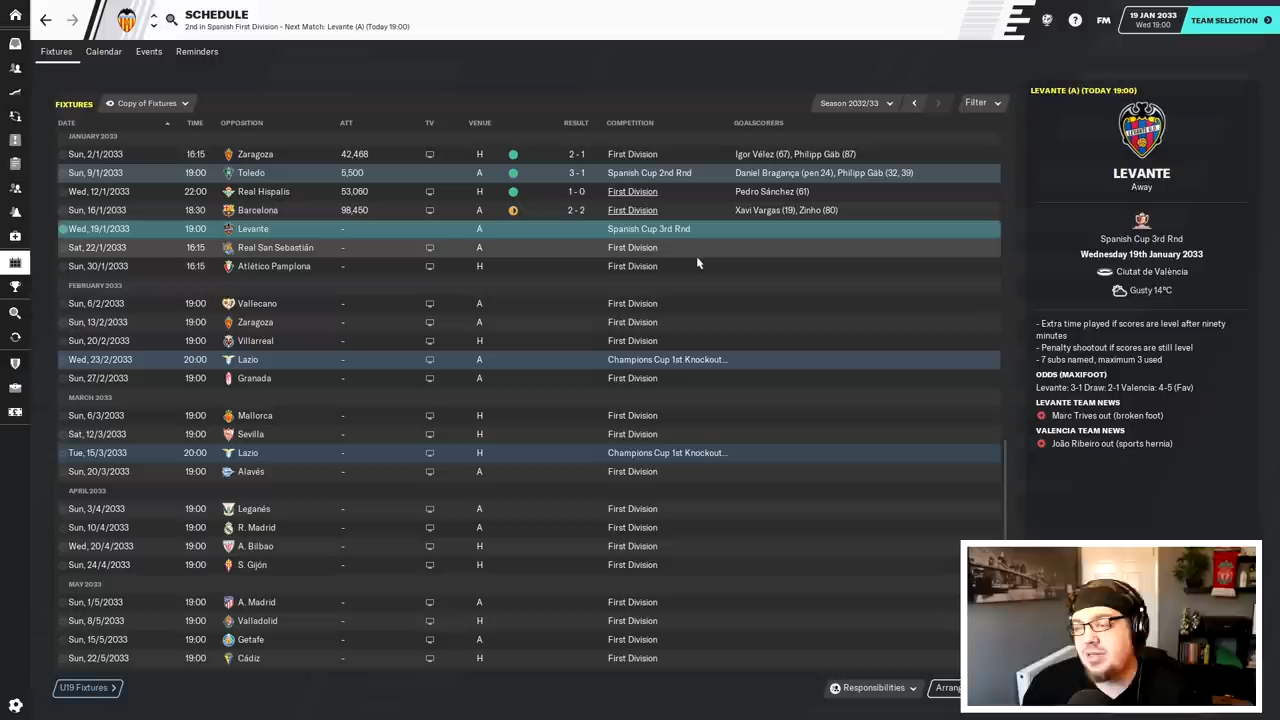 SCHEDULE
2nd in Spanish First Division - Next Match: Levante (A) (Today 19:00)
FM
19 JAN 2033
Wed 19:00
TEAM SELECTION
Fixtures Calendar Events Reminders
FIXTURES Copy of Fixtures Season 2032/33 Filter
DATE TIME OPPOSITION ATT TV VENUE RESULT COMPETITION GOALSCORERS
JANUARY 2033
Sun, 2/1/2033 16:15 Zaragoza 42,468 H 2 - 1 First Division Igor Vélez (67), Philipp Gäb (87)
Sun, 9/1/2033 19:00 Toledo 5,500 A 3 - 1 Spanish Cup 2nd Rnd Daniel Bragança (pen 24), Philipp Gäb (32, 39)
Wed, 12/1/2033 22:00 Real Hispalis 53,060 H 1 - 0 First Division Pedro Sánchez (61)
Sun, 16/1/2033 18:30 Barcelona 98,450 A 2 - 2 First Division Xavi Vargas (19), Zinho (80)
Wed, 19/1/2033 19:00 Levante - A Spanish Cup 3rd Rnd
Sat, 22/1/2033 16:15 Real San Sebastián - A First Division
Sun, 30/1/2033 16:15 Atlético Pamplona - H First Division
FEBRUARY 2033
Sun, 6/2/2033 19:00 Vallecano - A First Division
Sun, 13/2/2033 19:00 Zaragoza - A First Division
Sun, 20/2/2033 19:00 Villarreal - H First Division
Wed, 23/2/2033 20:00 Lazio - A Champions Cup 1st Knockout...
Sun, 27/2/2033 19:00 Granada - A First Division
MARCH 2033
Sun, 6/3/2033 19:00 Mallorca - H First Division
Sat, 12/3/2033 19:00 Sevilla - H First Division
Tue, 15/3/2033 20:00 Lazio - H Champions Cup 1st Knockout...
Sun, 20/3/2033 19:00 Alavés - A First Division
APRIL 2033
Sun, 3/4/2033 19:00 Leganés - A First Division
Sun, 10/4/2033 19:00 R. Madrid - A First Division
Wed, 20/4/2033 19:00 A. Bilbao - H First Division
Sun, 24/4/2033 19:00 S. Gijón - H First Division
MAY 2033
Sun, 1/5/2033 19:00 A. Madrid - A First Division
Sun, 8/5/2033 19:00 Valladolid - H First Division
Sun, 15/5/2033 19:00 Getafe - A First Division
Sun, 22/5/2033 19:00 Cádiz - H First Division
U19 Fixtures Responsibilities Arrang
LEVANTE (A) (TODAY 19:00)
LEVANTE
Away
Spanish Cup 3rd Rnd
Wednesday 19th January 2033
Ciutat de València
Gusty 14°C
- Extra time played if scores are level after ninety
minutes
- Penalty shootout if scores are still level
- 7 subs named, maximum 3 used
ODDS (MAXIFOOT)
Levante: 3-1 Draw: 2-1 Valencia: 4-5 (Fav)
LEVANTE TEAM NEWS
Marc Trives out (broken foot)
VALENCIA TEAM NEWS
João Ribeiro out (sports hernia)